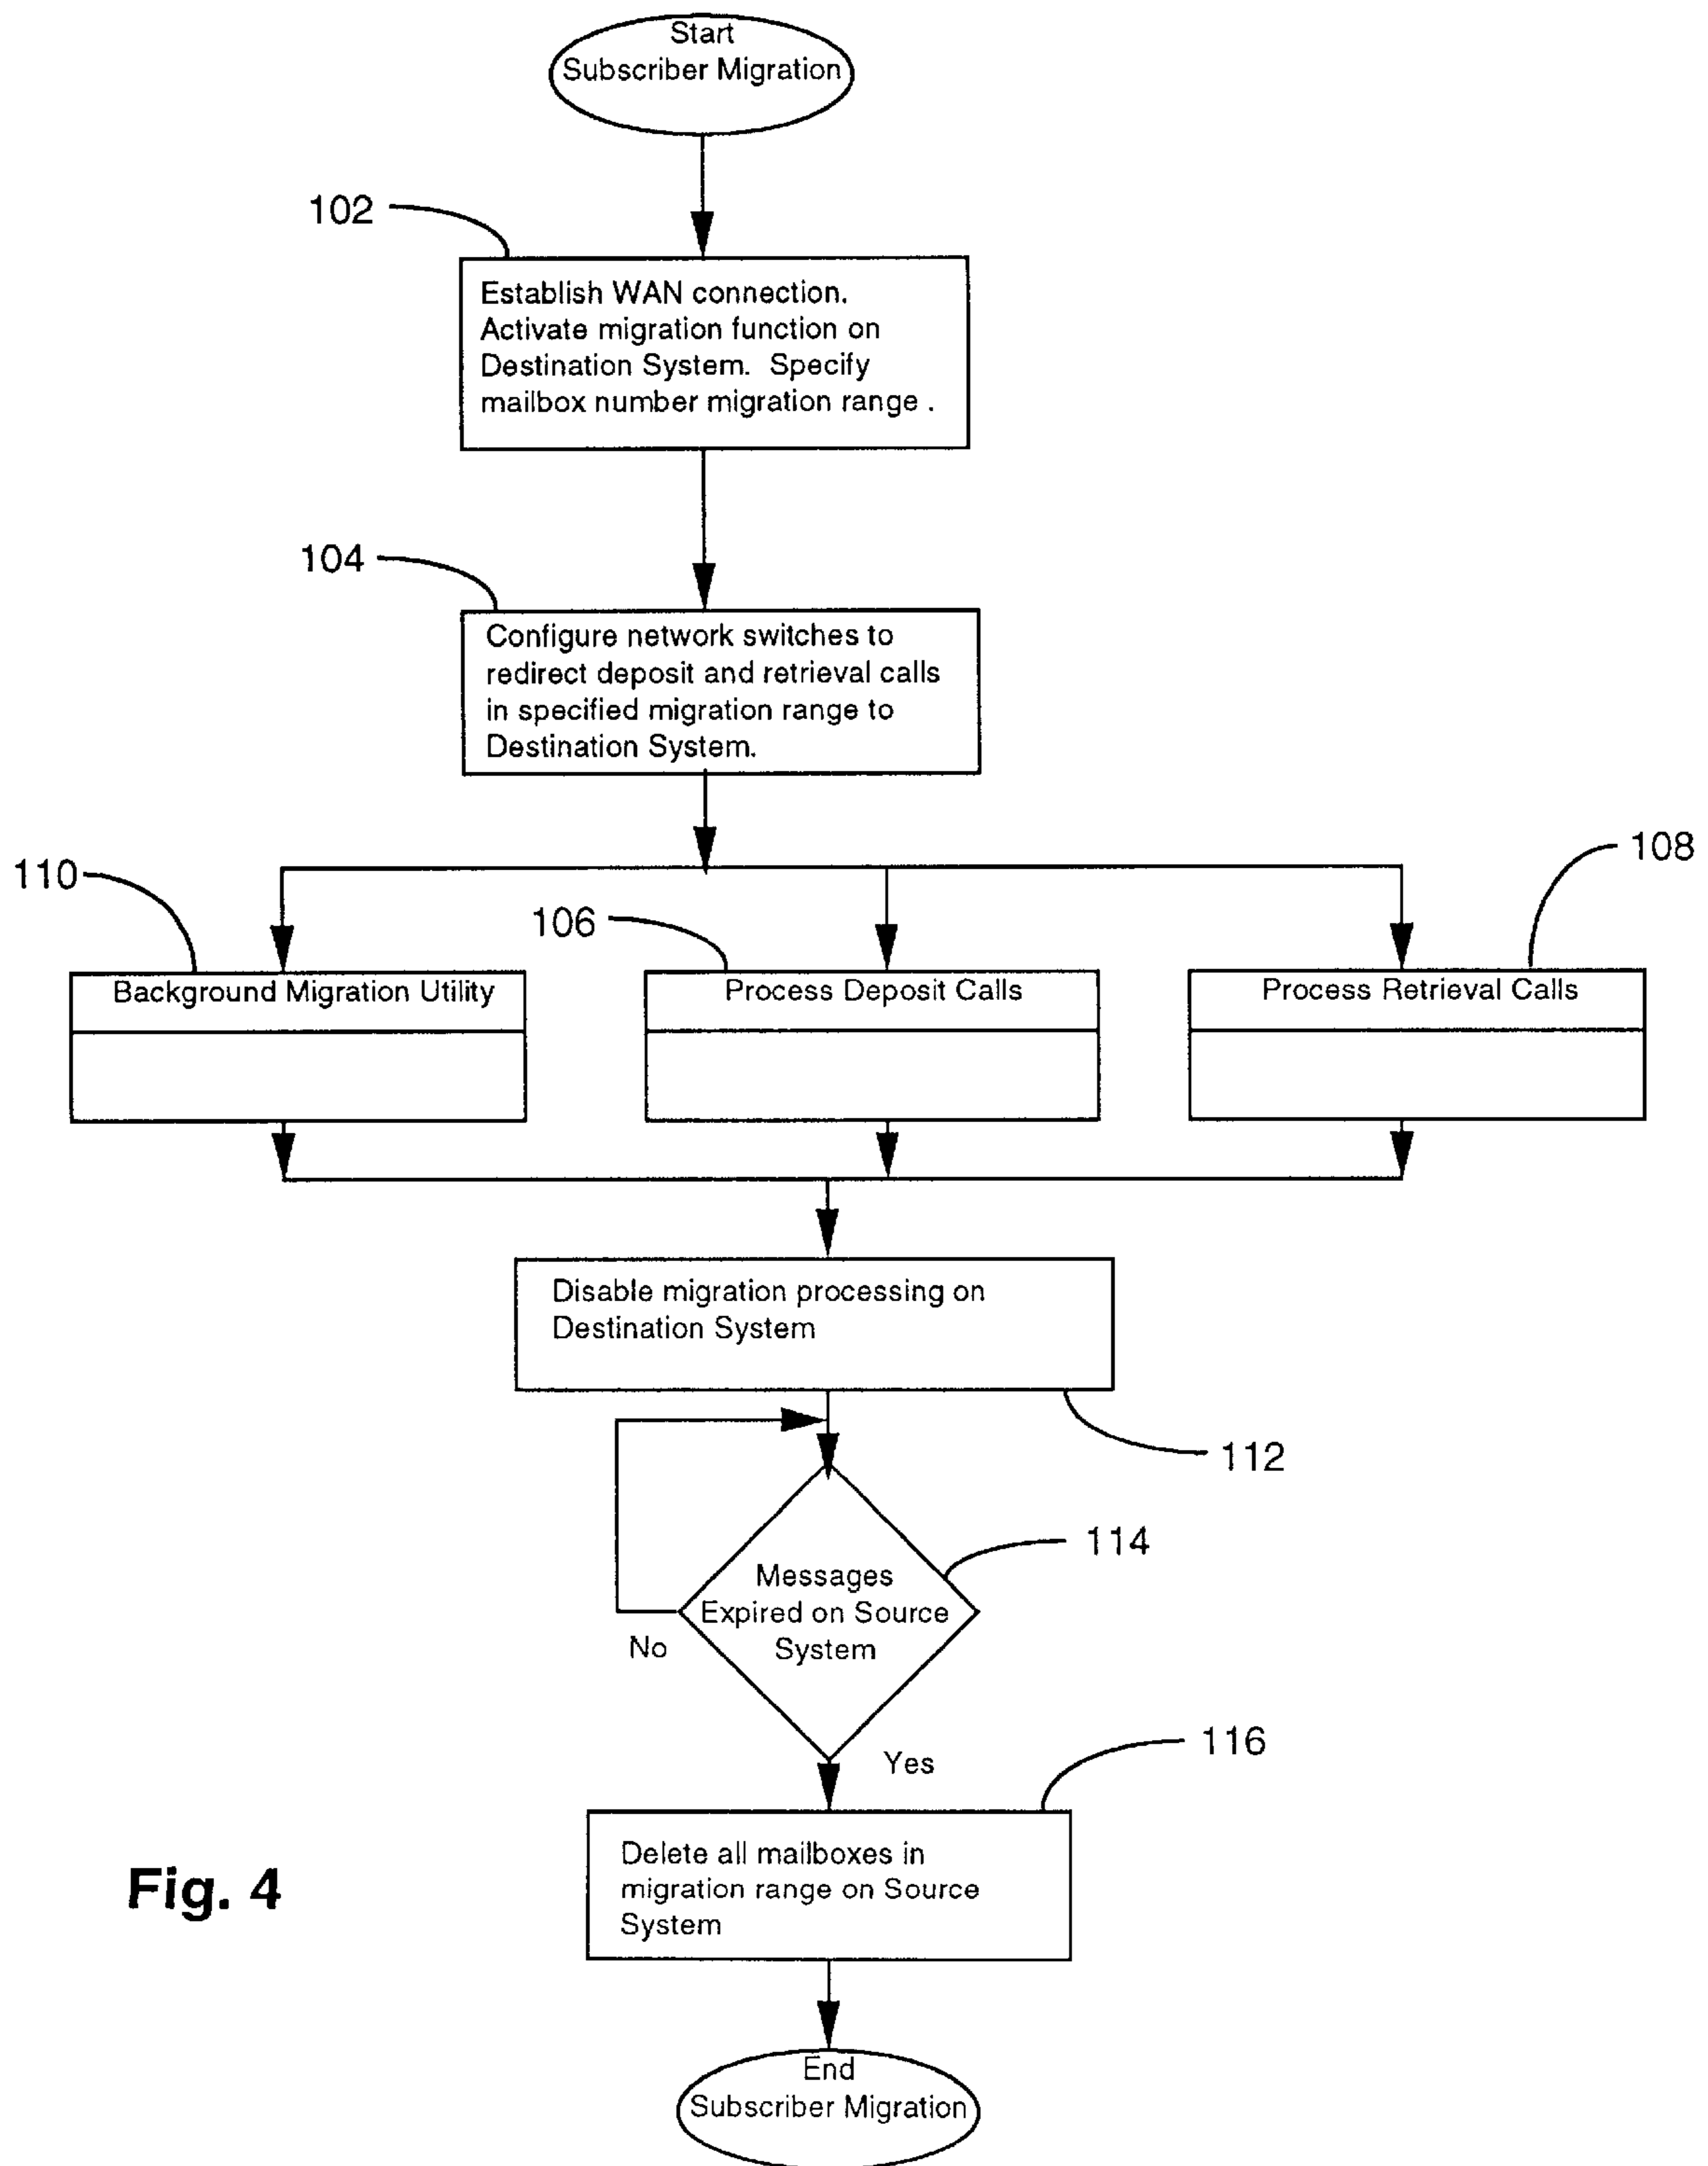 Start
Subscriber Migration
102
Establish WAN connection.
Activate migration function on
Destination System. Specify
mailbox number migration range .
104
Configure network switches to
redirect deposit and retrieval calls
in specified migration range to
Destination System.
110
106
108
Background Migration Utility
Process Deposit Calls
Process Retrieval Calls
Disable migration processing on
Destination System
112
114
Messages
Expired on Source
System
No
Yes
116
Delete all mailboxes in
migration range on Source
System
Fig. 4
End
Subscriber Migration